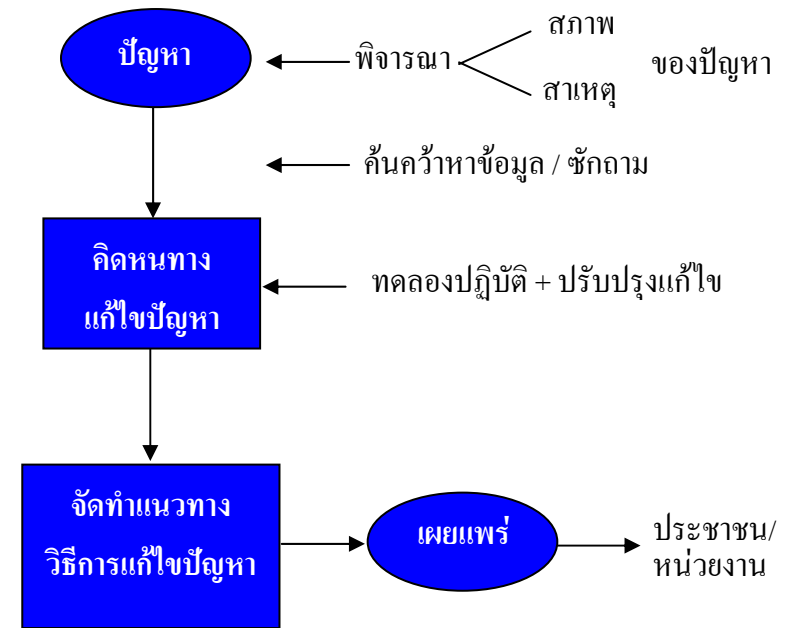 ปัญหา
พิจารณา
สภาพ
สาเหตุ
ของปัญหา
ค้นคว้าหาข้อมูล / ซักถาม
คิดหนทาง
แก้ไขปัญหา
ทดลองปฏิบัติ + ปรับปรุงแก้ไข
จัดทำแนวทาง
วิธีการแก้ไขปัญหา
เผยแพร่
ประชาชน/
หน่วยงาน